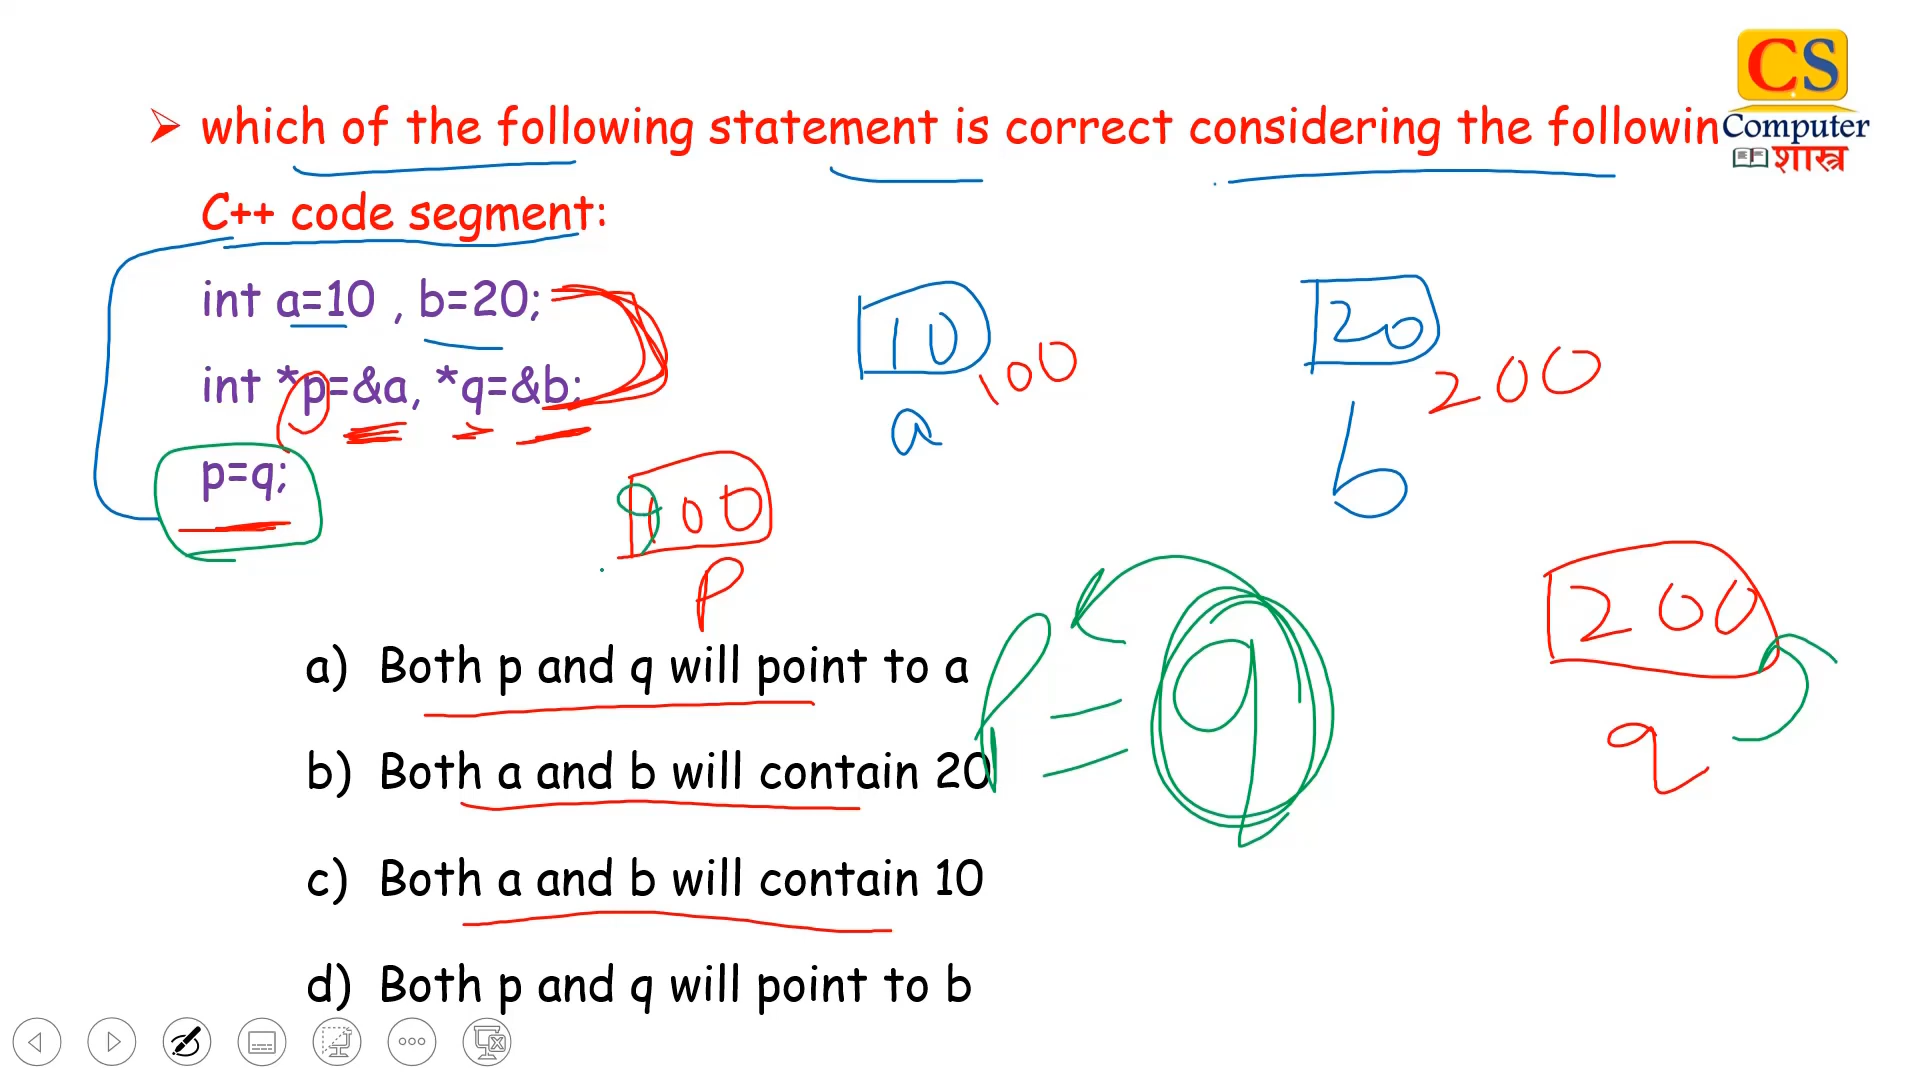 CS
Computer
शास्त्र
➢ which of the following statement is correct considering the followin
C++ code segment:
int a=10 , b=20;
int *p=&a, *q=&b;
p=q;
10
100
a
20
200
b
100
p
p=q
200
q
a) Both p and q will point to a
b) Both a and b will contain 20
c) Both a and b will contain 10
d) Both p and q will point to b